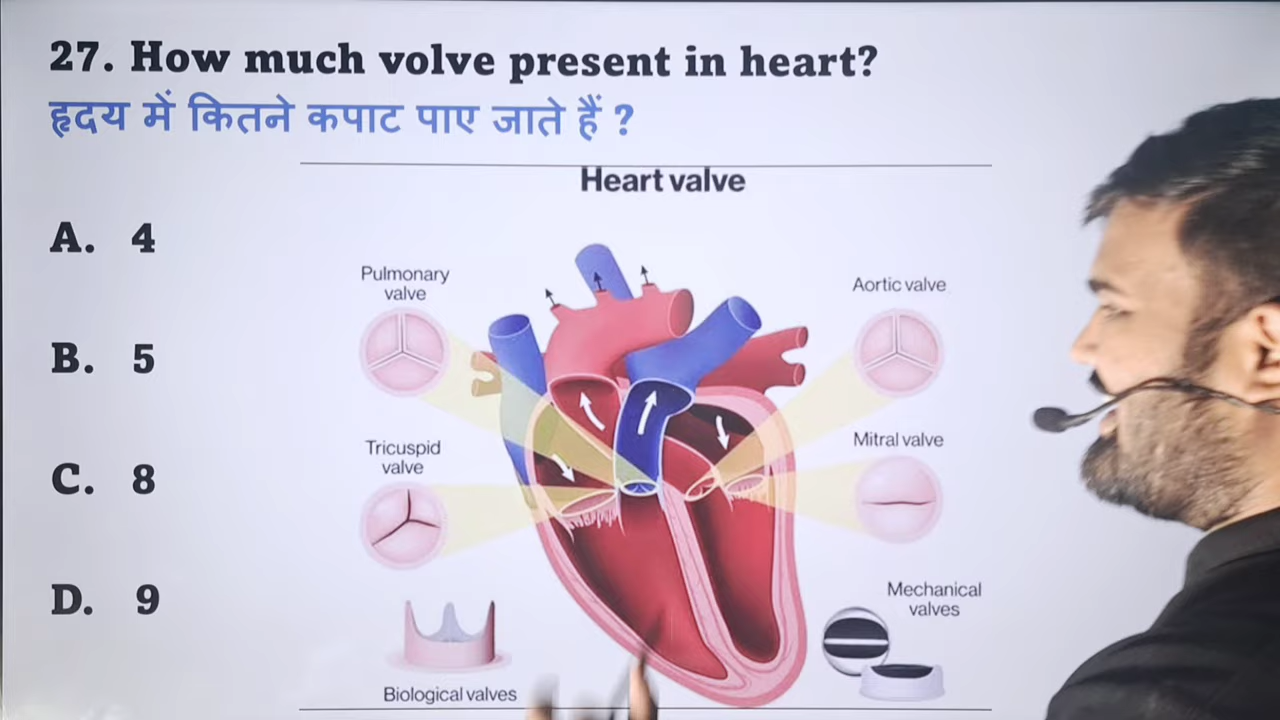 27. How much volve present in heart?
हृदय में कितने कपाट पाए जाते हैं ?
Heart valve
A. 4
B. 5
C. 8
D. 9
Pulmonary
valve
Tricuspid
valve
Biological valves
Aortic valve
Mitral valve
Mechanical
valves